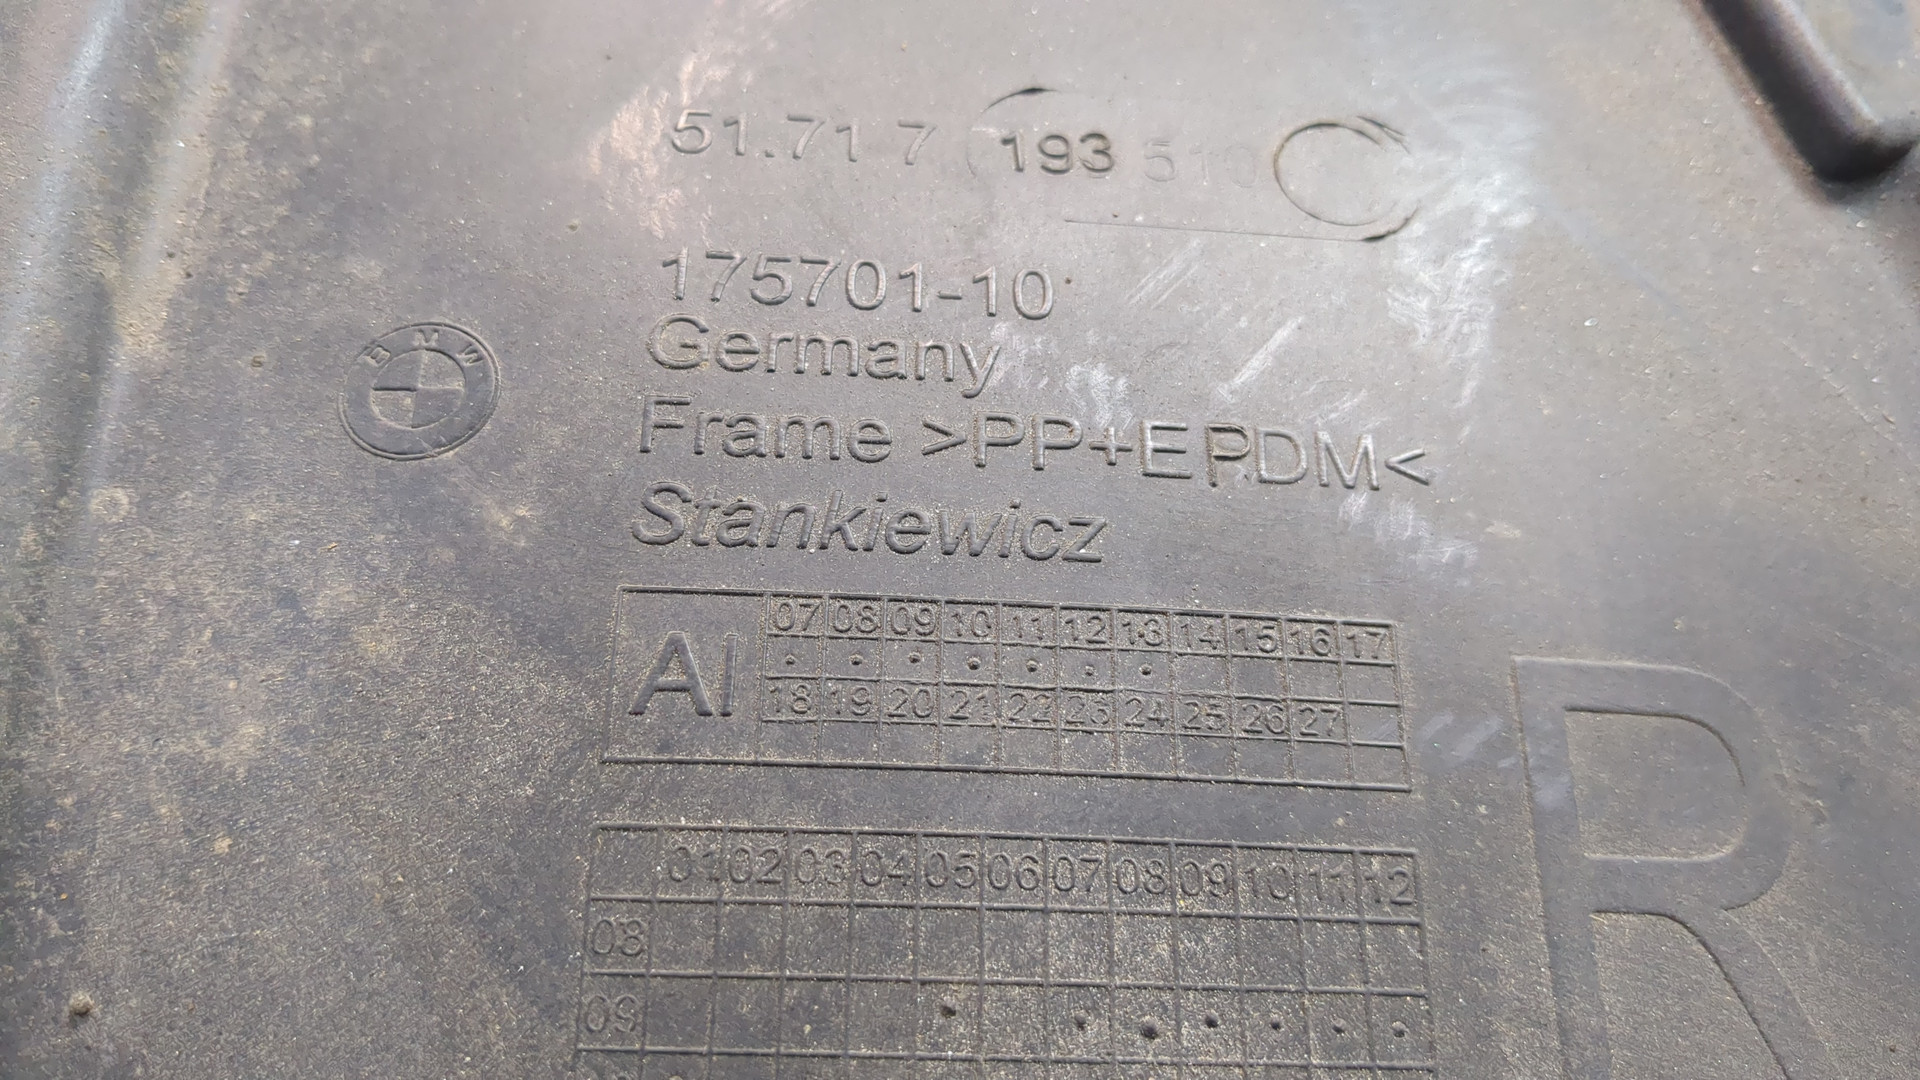 51.71 7 193 510
175701-10
Germany
BMW
Frame >PP+EPDM<
Stankiewicz
AI
07 08 09 10 11 12 13 14 15 16 17
18 19 20 21 22 23 24 25 26 27
R
01 02 03 04 05 06 07 08 09 10 11 12
08
09